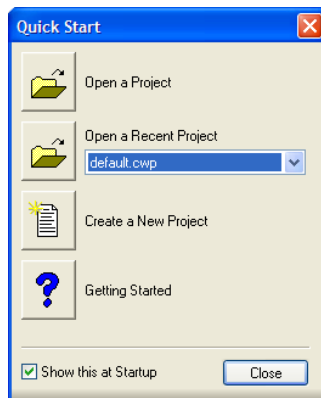 Quick Start
Open a Project
Open a Recent Project
default.cwp
Create a New Project
Getting Started
Show this at Startup
Close